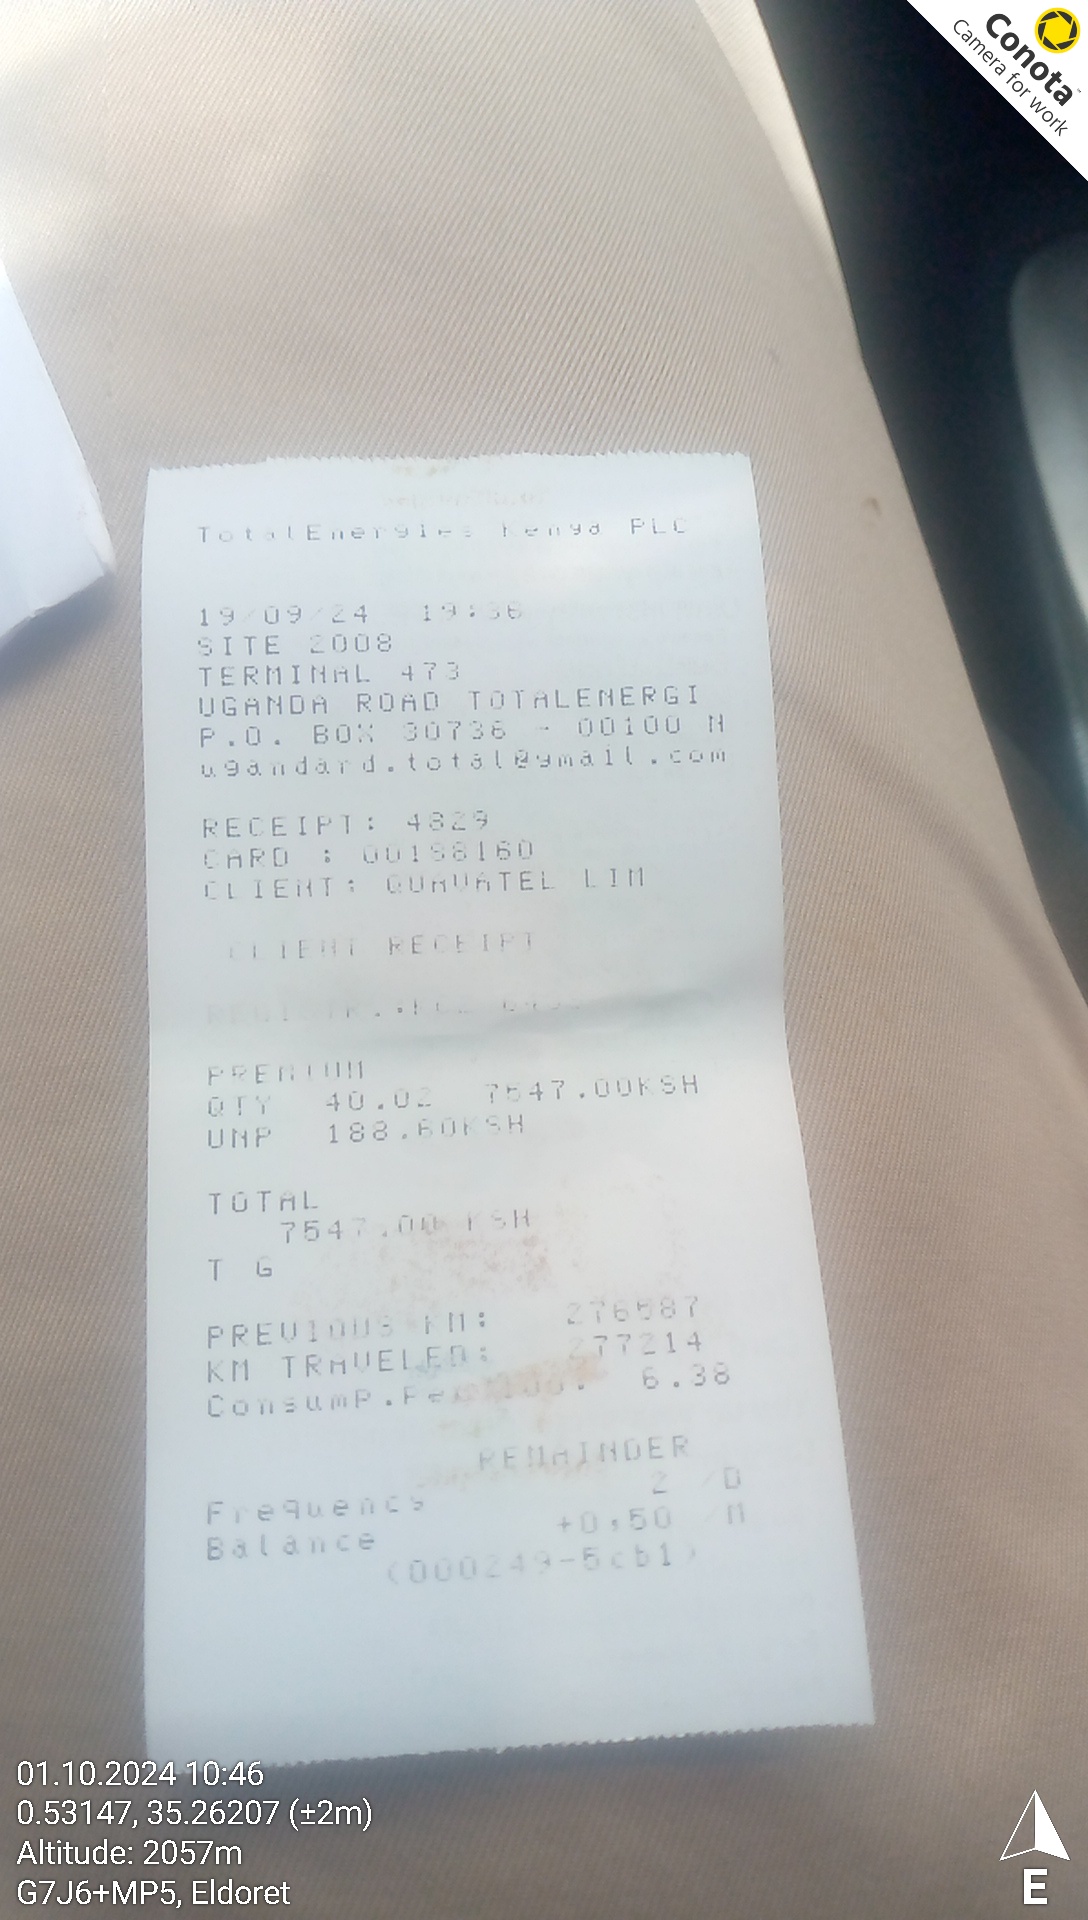 Conota
Camera for work
TotalEnergies Kenya PLC
19/09/24 19:36
SITE 2008
TERMINAL 473
UGANDA ROAD TOTALENERGI
P.O. BOX 30736 - 00100 N
ugandard.total@gmail.com
RECEIPT: 4829
CARD : 00198160
CLIENT: QUAVATEL LIM
CLIENT RECEIPT
PREMIUM
QTY 40.02 7547.00KSH
UNP 188.60KSH
TOTAL
7547.00 KSH
T G
PREVIOUS KM: 276587
KM TRAVELED: 277214
ConsumP. 6.38
REMAINDER
Frequency 2 /D
Balance +0,50 /M
(000249-5cb1)
01.10.2024 10:46
0.53147, 35.26207 (±2m)
Altitude: 2057m
G7J6+MP5, Eldoret
E